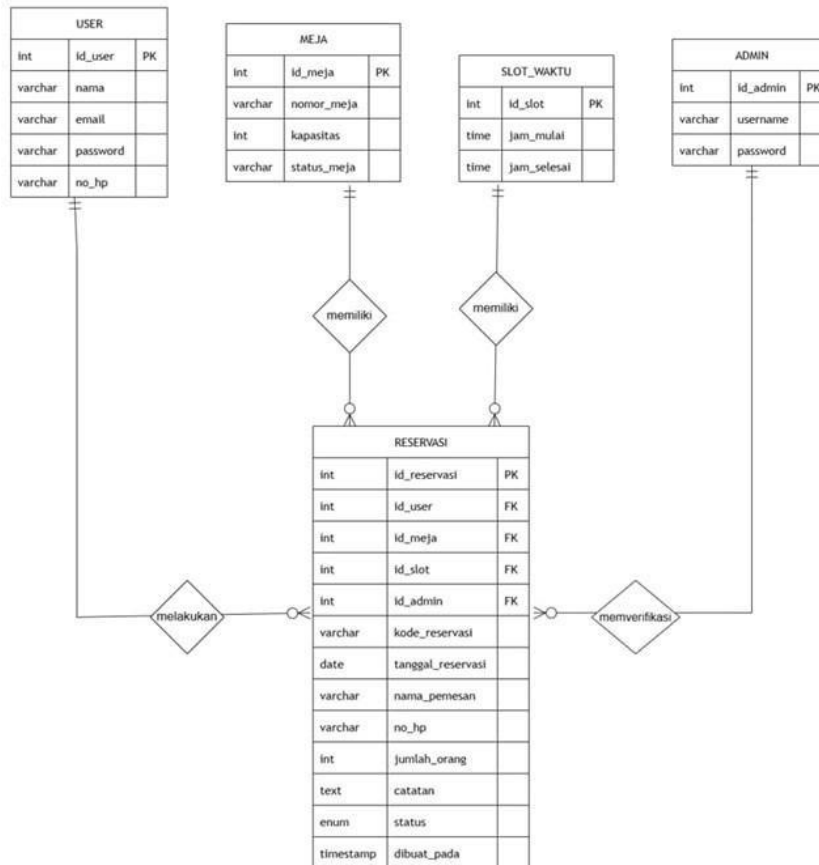 USER
int id_user PK
varchar nama
varchar email
varchar password
varchar no_hp
MEJA
int id_meja PK
varchar nomor_meja
int kapasitas
varchar status_meja
SLOT_WAKTU
int id_slot PK
time jam_mulai
time jam_selesai
ADMIN
int id_admin PK
varchar username
varchar password
memiliki
memiliki
melakukan
memverifikasi
RESERVASI
int id_reservasi PK
int id_user FK
int id_meja FK
int id_slot FK
int id_admin FK
varchar kode_reservasi
date tanggal_reservasi
varchar nama_pemesan
varchar no_hp
int jumlah_orang
text catatan
enum status
timestamp dibuat_pada